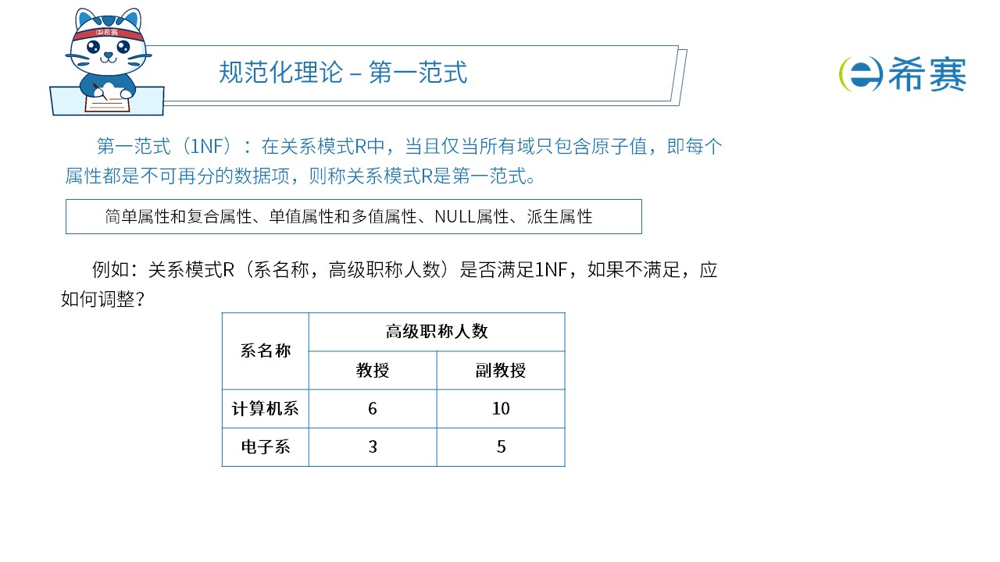 希赛
规范化理论 – 第一范式
希赛
第一范式（1NF）：在关系模式R中，当且仅当所有域只包含原子值，即每个
属性都是不可再分的数据项，则称关系模式R是第一范式。
简单属性和复合属性、单值属性和多值属性、NULL属性、派生属性
例如：关系模式R（系名称，高级职称人数）是否满足1NF，如果不满足，应
如何调整？
系名称 高级职称人数
教授 副教授
计算机系 6 10
电子系 3 5